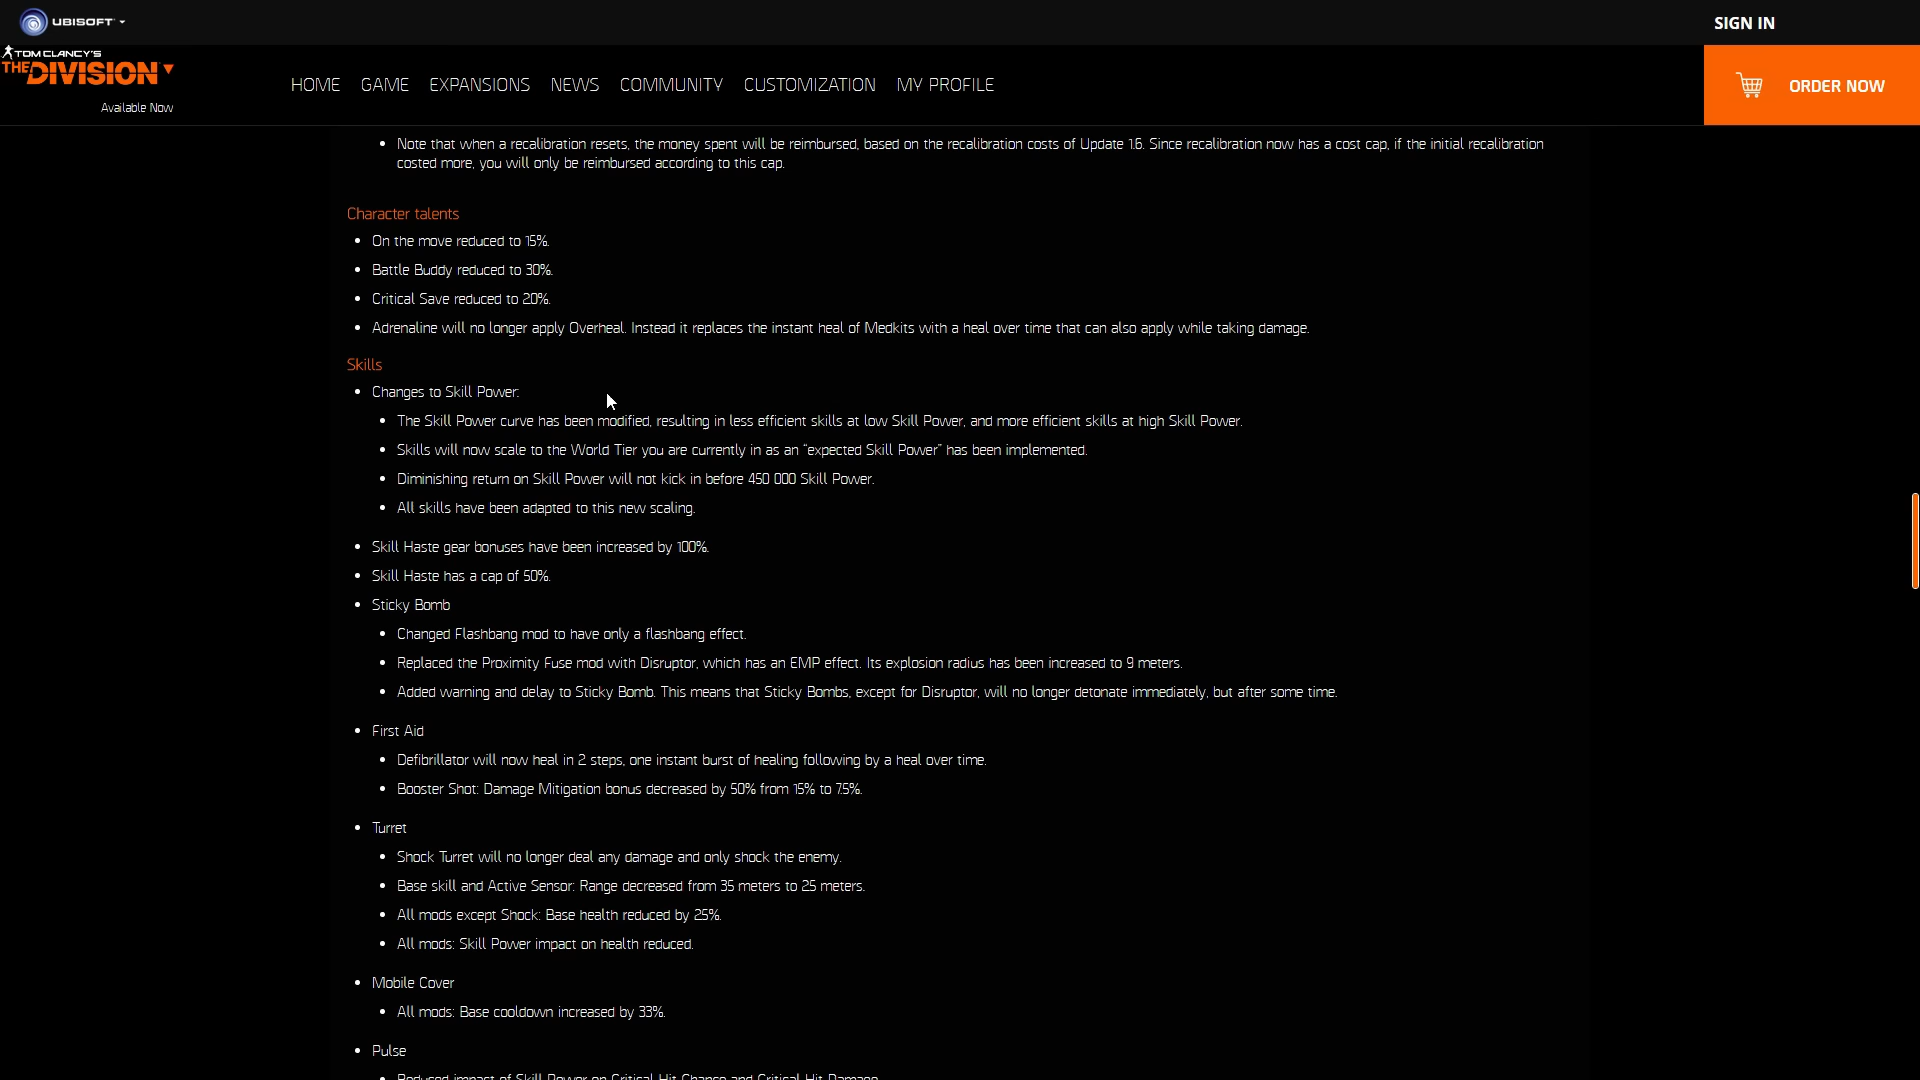 UBISOFT
SIGN IN
TOM CLANCY'S
THE DIVISION
Available Now
HOME GAME EXPANSIONS NEWS COMMUNITY CUSTOMIZATION MY PROFILE
ORDER NOW
Note that when a recalibration resets, the money spent will be reimbursed, based on the recalibration costs of Update 1.6. Since recalibration now has a cost cap, if the initial recalibration
costed more, you will only be reimbursed according to this cap.
Character talents
On the move reduced to 15%.
Battle Buddy reduced to 30%.
Critical Save reduced to 20%.
Adrenaline will no longer apply Overheal. Instead it replaces the instant heal of Medkits with a heal over time that can also apply while taking damage.
Skills
Changes to Skill Power:
The Skill Power curve has been modified, resulting in less efficient skills at low Skill Power, and more efficient skills at high Skill Power.
Skills will now scale to the World Tier you are currently in as an “expected Skill Power” has been implemented.
Diminishing return on Skill Power will not kick in before 450 000 Skill Power.
All skills have been adapted to this new scaling.
Skill Haste gear bonuses have been increased by 100%.
Skill Haste has a cap of 50%.
Sticky Bomb
Changed Flashbang mod to have only a flashbang effect.
Replaced the Proximity Fuse mod with Disruptor, which has an EMP effect. Its explosion radius has been increased to 9 meters.
Added warning and delay to Sticky Bomb. This means that Sticky Bombs, except for Disruptor, will no longer detonate immediately, but after some time.
First Aid
Defibrillator will now heal in 2 steps, one instant burst of healing following by a heal over time.
Booster Shot: Damage Mitigation bonus decreased by 50% from 15% to 7.5%.
Turret
Shock Turret will no longer deal any damage and only shock the enemy.
Base skill and Active Sensor: Range decreased from 35 meters to 25 meters.
All mods except Shock: Base health reduced by 25%.
All mods: Skill Power impact on health reduced.
Mobile Cover
All mods: Base cooldown increased by 33%.
Pulse
Reduced impact of Skill Power on Critical Hit Chance and Critical Hit Damage.